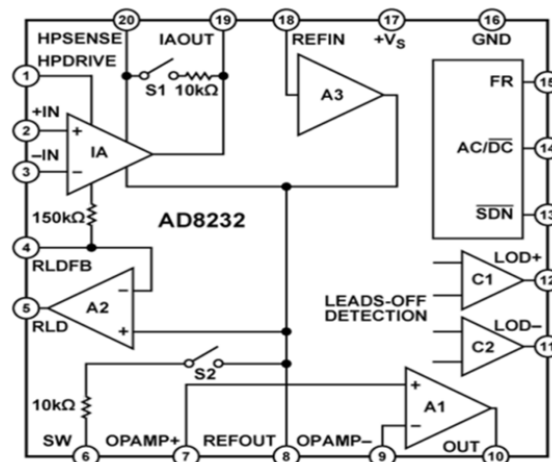 20 19 18 17 16
HPSENSE IAOUT REFIN +VS GND
HPDRIVE
1 S1 10kΩ A3 FR 15
+IN
2 + IA AC/DC 14
–IN
3 –
150kΩ AD8232 SDN 13
4
RLDFB LOD+
– C1 12
5 A2 LEADS-OFF
RLD + DETECTION LOD–
C2 11
S2
10kΩ + A1
–
SW OPAMP+ REFOUT OPAMP– OUT
6 7 8 9 10